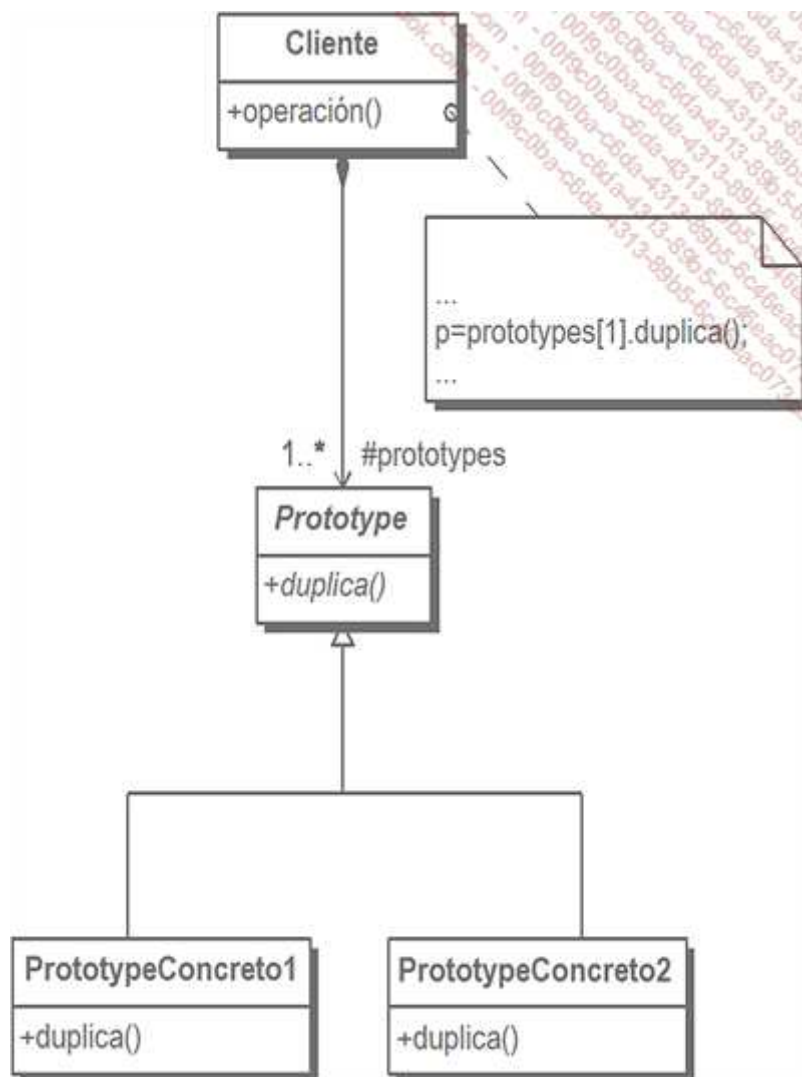 Cliente
+operación()
...
p=prototypes[1].duplica();
...
1..* #prototypes
Prototype
+duplica()
PrototypeConcreto1
+duplica()
PrototypeConcreto2
+duplica()